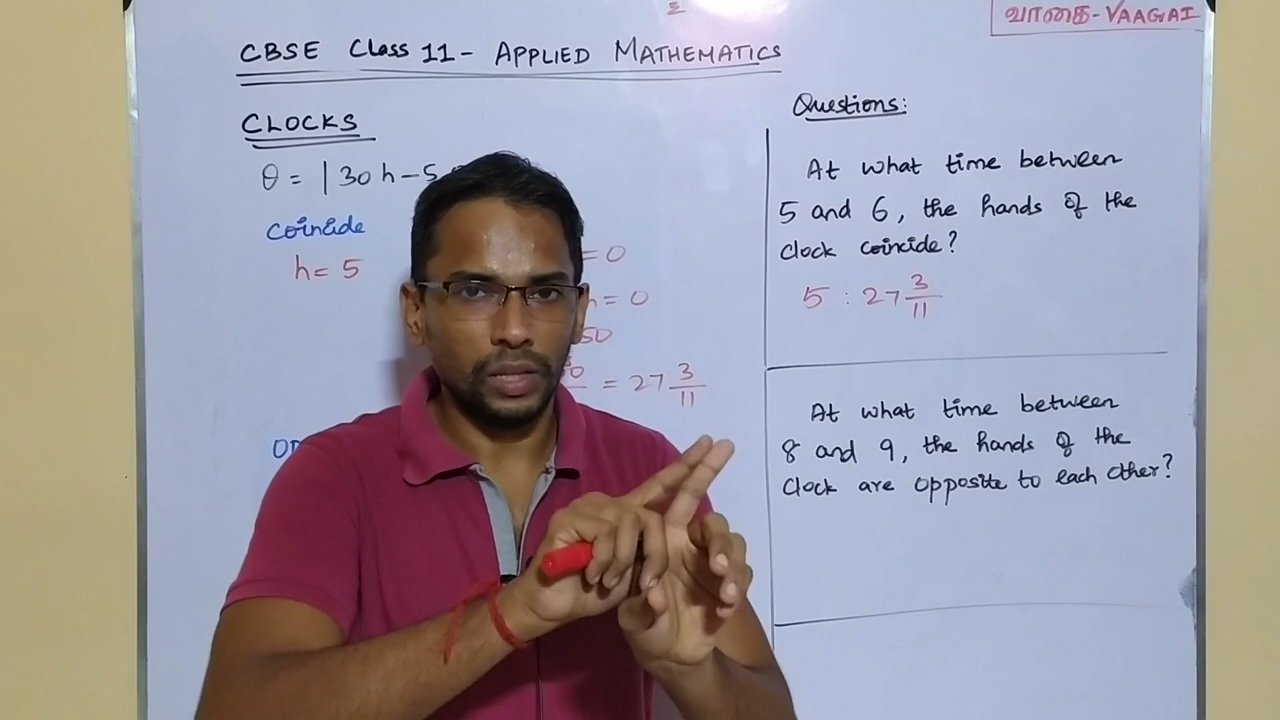 வாகை - VAAGAI
CBSE Class 11 - APPLIED MATHEMATICS
CLOCKS
θ = | 30 h - 5
Coincide
h = 5
= 0
h = 0
= 27 3/11
Questions:
At what time between
5 and 6, the hands of the
clock coincide?
5 : 27 3/11
At what time between
8 and 9, the hands of the
clock are opposite to each other?